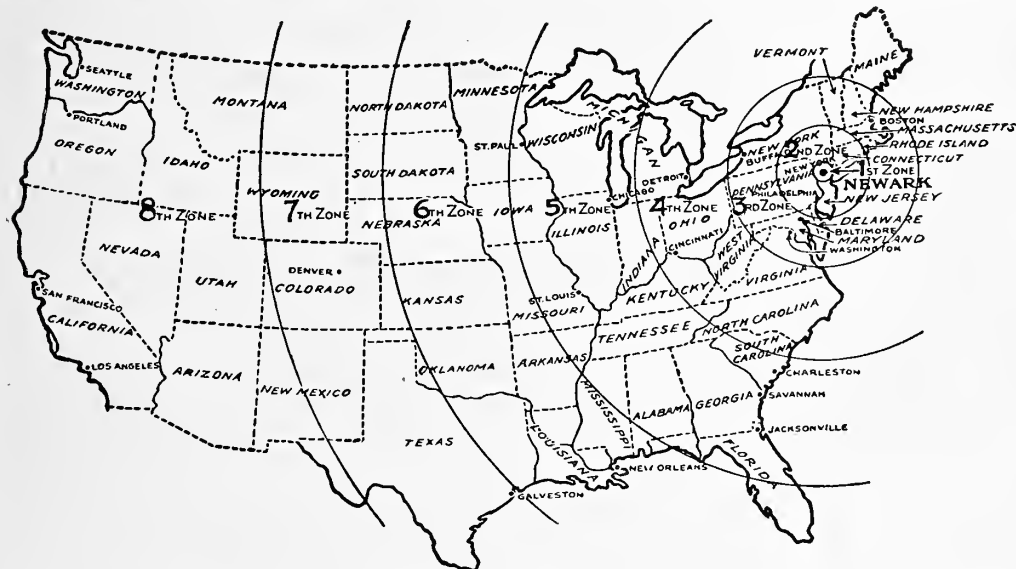 VERMONT
MAINE
SEATTLE
WASHINGTON
MONTANA
NORTH DAKOTA
MINNESOTA
MICHIGAN
NEW HAMPSHIRE
BOSTON
MASSACHUSETTS
RHODE ISLAND
CONNECTICUT
PORTLAND
OREGON
IDAHO
ST. PAUL
WISCONSIN
NEW YORK
BUFF
2ND ZONE
NEW YORK
1ST ZONE
NEWARK
NEW JERSEY
WYOMING
SOUTH DAKOTA
DETROIT
CHICAGO
PENNSYLVANIA
PHILADELPHIA
8TH ZONE
7TH ZONE
6TH ZONE
NEBRASKA
IOWA
5TH ZONE
ILLINOIS
4TH ZONE
OHIO
3RD ZONE
DELAWARE
BALTIMORE
MARYLAND
WASHINGTON
NEVADA
UTAH
DENVER
COLORADO
KANSAS
ST. LOUIS
MISSOURI
INDIANA
CINCINNATI
WEST VIRGINIA
VIRGINIA
KENTUCKY
SAN FRANCISCO
CALIFORNIA
LOS ANGELES
ARIZONA
NEW MEXICO
OKLAHOMA
ARKANSAS
TENNESSEE
NORTH CAROLINA
SOUTH
CAROLINA
CHARLESTON
SAVANNAH
JACKSONVILLE
TEXAS
LOUISIANA
MISSISSIPPI
ALABAMA
GEORGIA
FLORIDA
NEW ORLEANS
GALVESTON